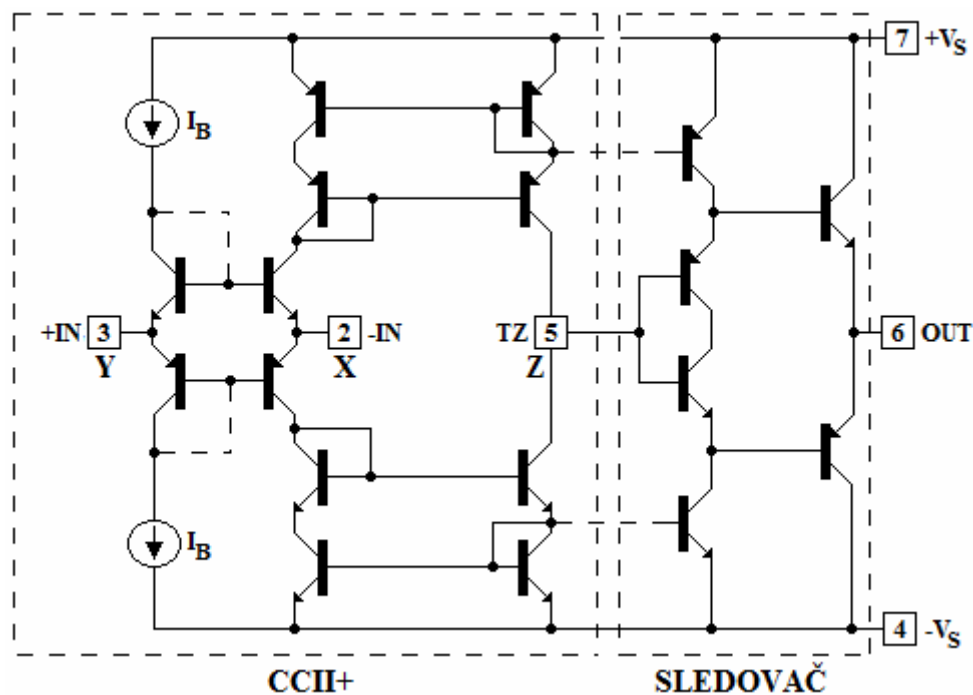 7 +VS
IB
+IN 3 2 -IN TZ 5 6 OUT
Y X Z
IB
4 -VS
CCII+ SLEDOVAČ